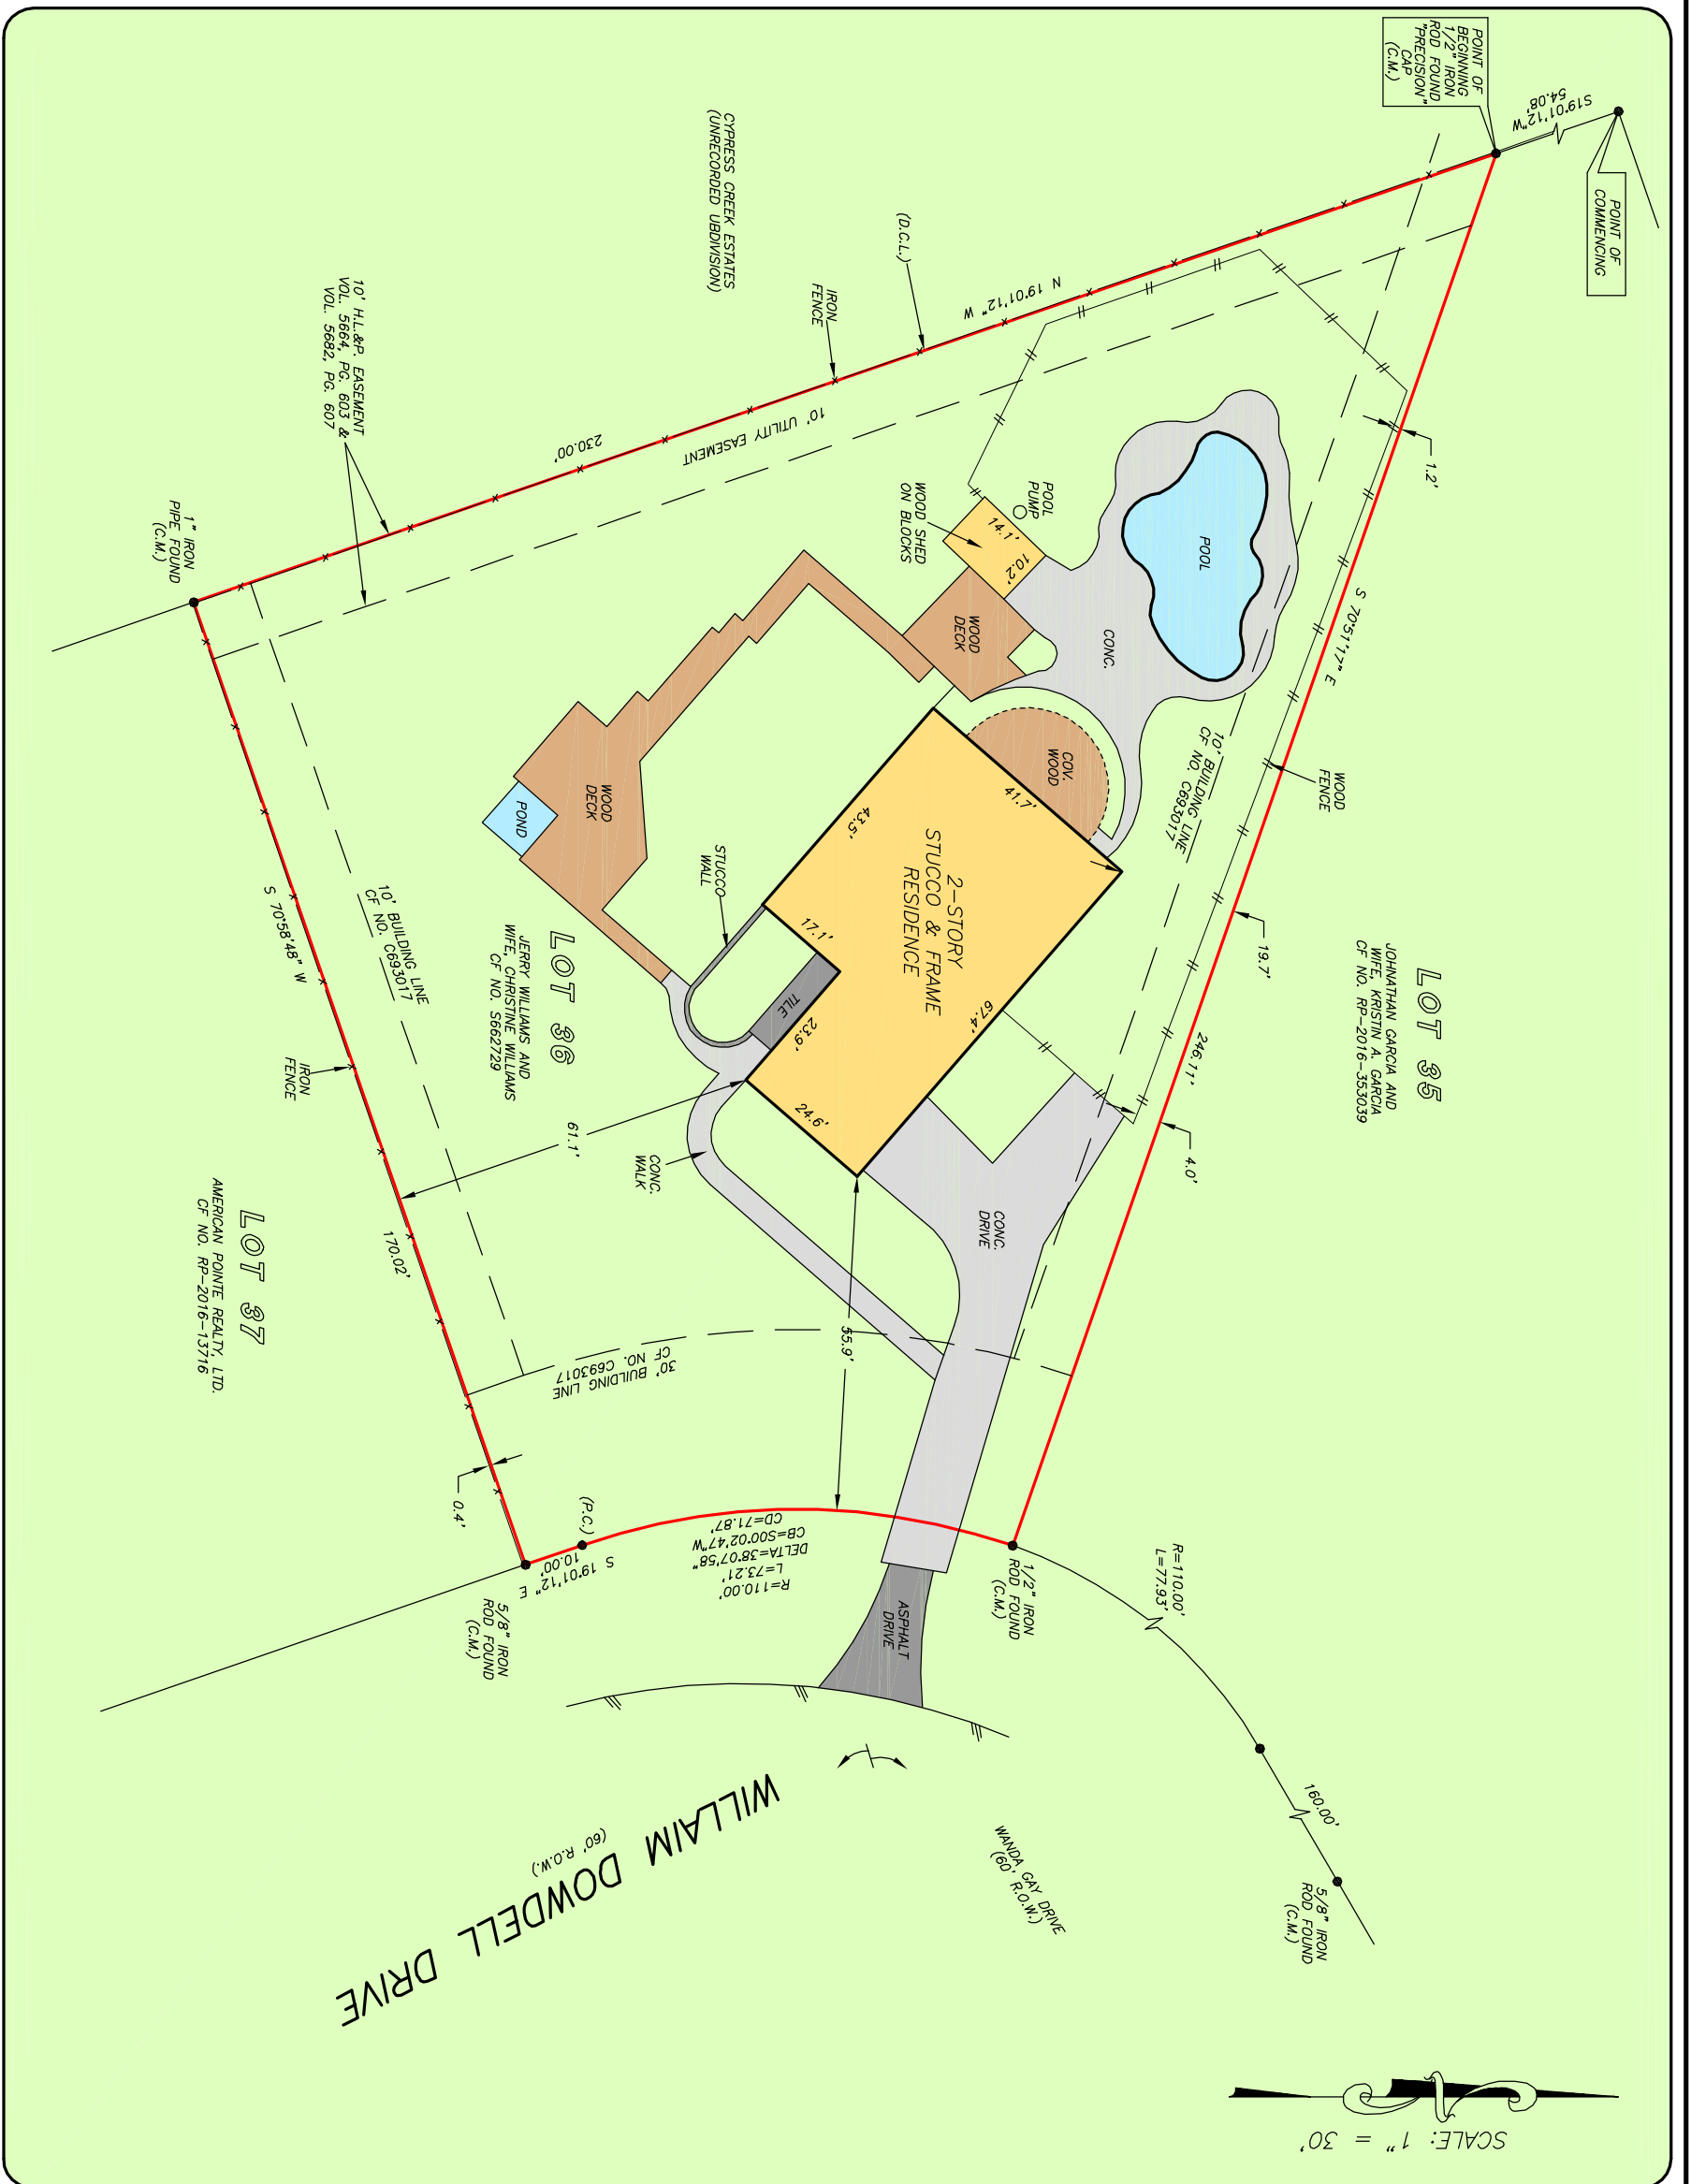 POINT OF
COMMENCING
S19°01'12"W
54.08'
POINT OF
BEGINNING
1/2" IRON
ROD FOUND
"PRECISION"
CAP
(C.M.)
LOT 35
JOHNATHAN GARCIA AND
WIFE, KRISTIN A. GARCIA
CF NO. RP-2016-353039
1.2'
S 70°51'17" E
WOOD
FENCE
19.7'
246.11'
4.0'
10' BUILDING LINE
CF NO. C693017
POOL
CONC.
COV.
WOOD
POOL
PUMP
14.1'
10.2'
WOOD SHED
ON BLOCKS
WOOD
DECK
41.7'
43.5'
2-STORY
STUCCO & FRAME
RESIDENCE
67.4'
17.1'
23.9'
24.6'
TILE
STUCCO
WALL
WOOD
DECK
POND
CONC.
DRIVE
CONC.
WALK
61.1'
55.9'
CYPRESS CREEK ESTATES
(UNRECORDED UBDIVISION)
(D.C.L.)
N 19°01'12" W
IRON
FENCE
10' UTILITY EASEMENT
230.00'
10' H.L.&P. EASEMENT
VOL. 5664, PG. 603 &
VOL. 5682, PG. 607
1" IRON
PIPE FOUND
(C.M.)
LOT 36
JERRY WILLIAMS AND
WIFE, CHRISTINE WILLIAMS
CF NO. S662729
10' BUILDING LINE
CF NO. C693017
S 70°58'48" W
IRON
FENCE
170.02'
LOT 37
AMERICAN POINTE REALTY, LTD.
CF NO. RP-2016-13716
30' BUILDING LINE
CF NO. C693017
0.4'
(P.C.)
S 19°01'12" E
10.00'
5/8" IRON
ROD FOUND
(C.M.)
R=110.00'
L=73.21'
DELTA=38°07'58"
CB=S00°02'47"W
CD=71.87'
ASPHALT
DRIVE
1/2" IRON
ROD FOUND
(C.M.)
R=110.00'
L=77.93'
160.00'
5/8" IRON
ROD FOUND
(C.M.)
WANDA GAY DRIVE
(60' R.O.W.)
WILLAIM DOWDELL DRIVE
(60' R.O.W.)
N
SCALE: 1" = 30'